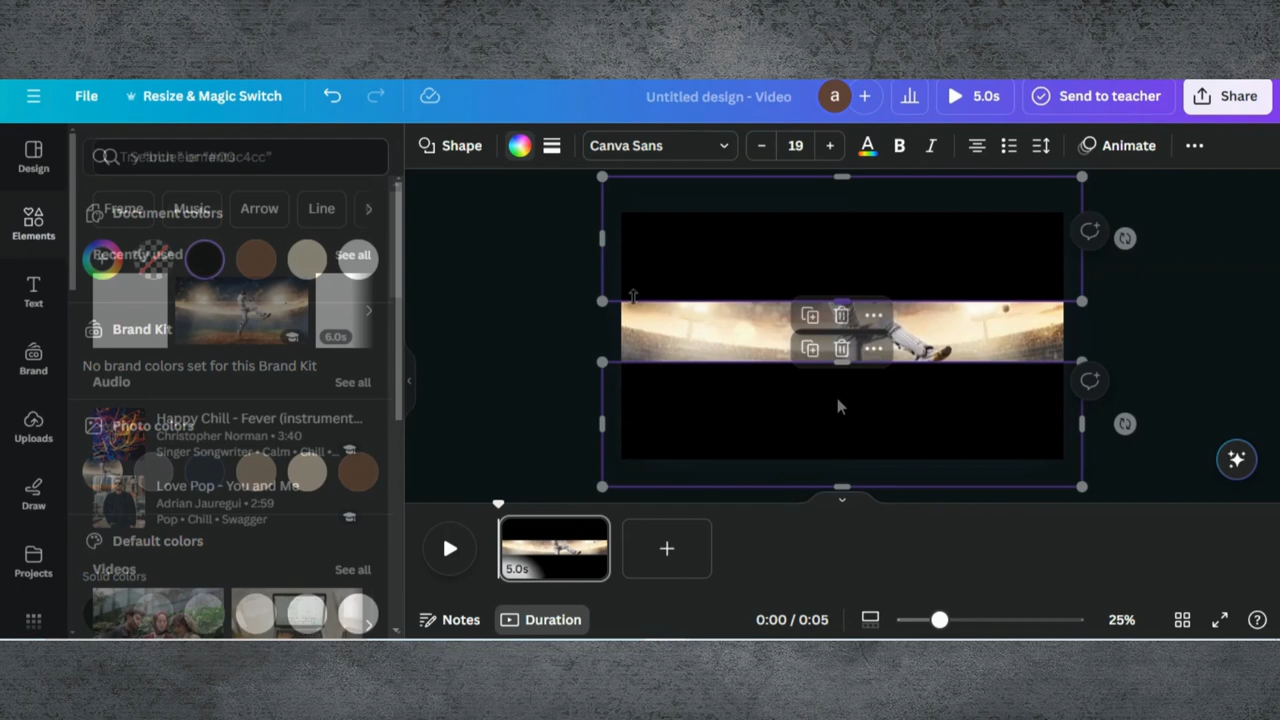 File
Resize & Magic Switch
Untitled design - Video
a
5.0s
Send to teacher
Share
Design
Elements
Text
Brand
Uploads
Draw
Projects
Frame
Music
Arrow
Line
Document colors
Recently used
See all
6.0s
Brand Kit
No brand colors set for this Brand Kit
Audio
See all
Happy Chill - Fever (instrument...
Christopher Norman • 3:40
Photo colors
Singer Songwriter • Calm • Chill •...
Love Pop - You and Me
Adrian Jauregui • 2:59
Pop • Chill • Swagger
Default colors
Videos
See all
Solid colors
Shape
Canva Sans
19
A
B
I
Animate
5.0s
Notes
Duration
0:00 / 0:05
25%